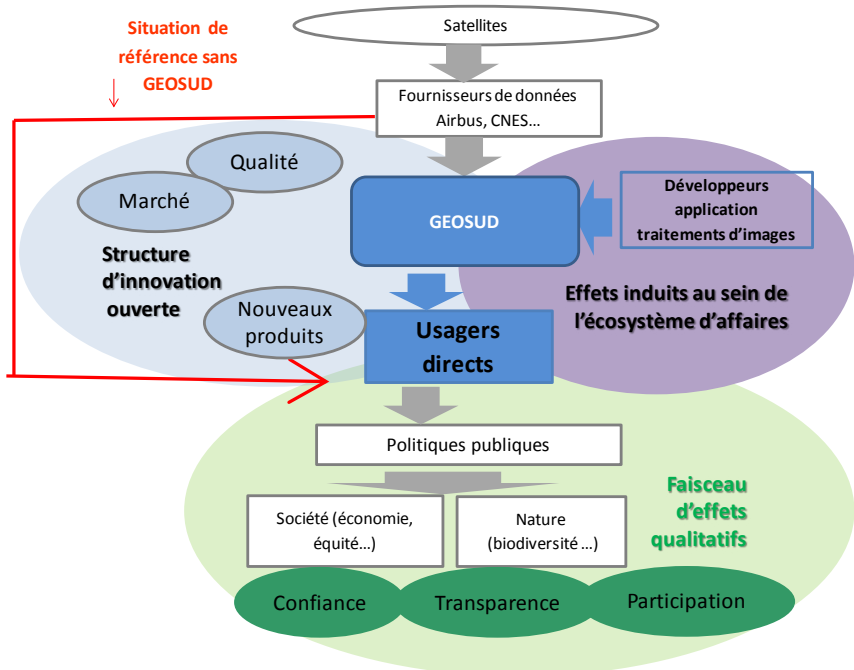 Situation de
référence sans
GEOSUD
Satellites
Fournisseurs de données
Airbus, CNES…
Qualité
Marché
GEOSUD
Développeurs
application
traitements d’images
Structure
d’innovation
ouverte
Effets induits au sein de
l’écosystème d’affaires
Nouveaux
produits
Usagers
directs
Politiques publiques
Faisceau
d’effets
qualitatifs
Société (économie,
équité…)
Nature
(biodiversité …)
Confiance
Transparence
Participation